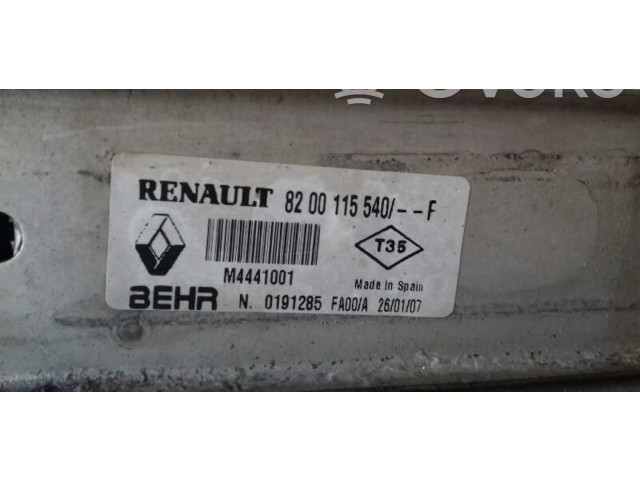 RENAULT 82 00 115 540/--F
M4441001
T35
Made in Spain
BEHR N. 0191285 FA00/A 26/01/07